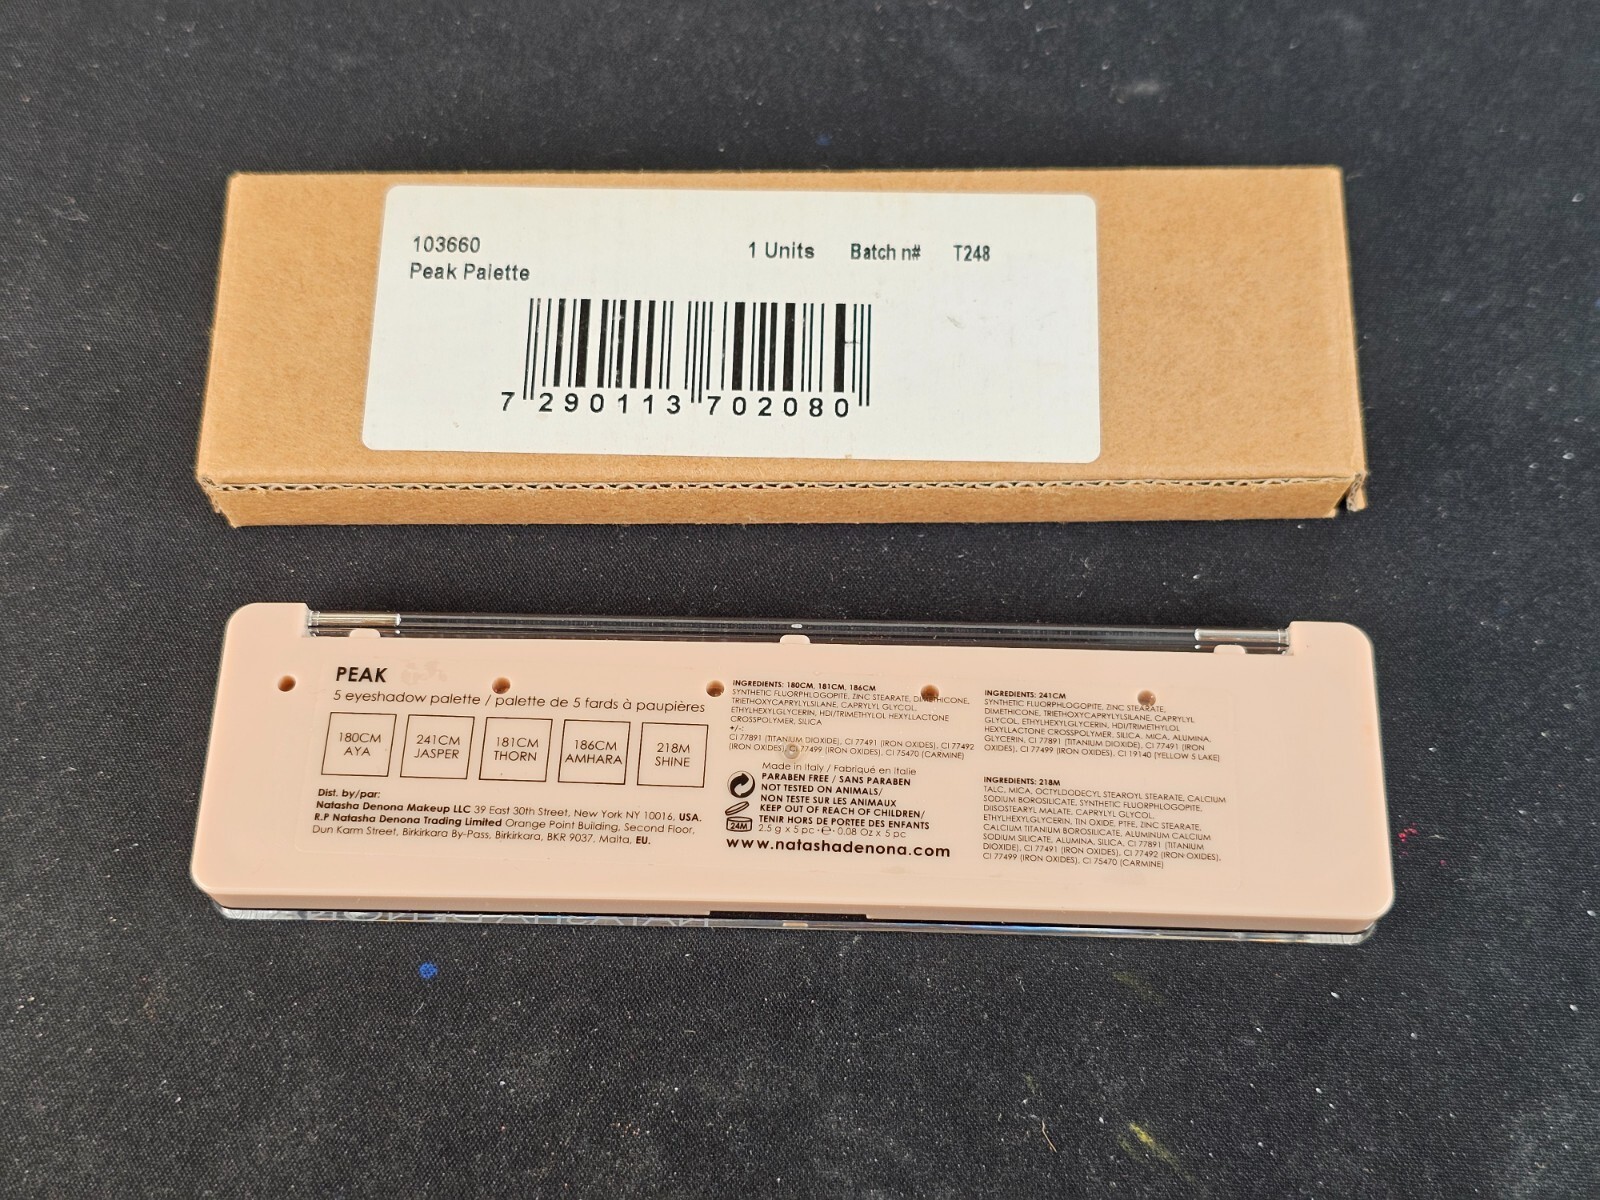 103660
1 Units Batch n# T248
Peak Palette
7 290113 702080
PEAK
5 eyeshadow palette / palette de 5 fards à paupières
180CM AYA
241CM JASPER
181CM THORN
186CM AMHARA
218M SHINE
Dist. by/par:
Natasha Denona Makeup LLC 39 East 30th Street, New York NY 10016, USA.
R.P Natasha Denona Trading Limited Orange Point Building, Second Floor,
Dun Karm Street, Birkirkara By-Pass, Birkirkara, BKR 9037. Malta, EU.
INGREDIENTS: 180CM, 181CM, 186CM
SYNTHETIC FLUORPHLOGOPITE, ZINC STEARATE, DIMETHICONE,
TRIETHOXYCAPRYLYLSILANE, CAPRYLYL GLYCOL,
ETHYLHEXYLGLYCERIN, HDI/TRIMETHYLOL HEXYLLACTONE
CROSSPOLYMER, SILICA
+/-:
CI 77891 (TITANIUM DIOXIDE), CI 77491 (IRON OXIDES), CI 77492
(IRON OXIDES), CI 77499 (IRON OXIDES), CI 75470 (CARMINE)
Made in Italy / Fabriqué en Italie
PARABEN FREE / SANS PARABEN
NOT TESTED ON ANIMALS/
NON TESTE SUR LES ANIMAUX
KEEP OUT OF REACH OF CHILDREN/
TENIR HORS DE PORTEE DES ENFANTS
24M
2.5 g x 5 pc · e · 0.08 Oz x 5 pc
www.natashadenona.com
INGREDIENTS: 241CM
SYNTHETIC FLUORPHLOGOPITE, ZINC STEARATE,
DIMETHICONE, TRIETHOXYCAPRYLYLSILANE, CAPRYLYL
GLYCOL, ETHYLHEXYLGLYCERIN, HDI/TRIMETHYLOL
HEXYLLACTONE CROSSPOLYMER, SILICA, MICA, ALUMINA,
GLYCERIN, CI 77891 (TITANIUM DIOXIDE), CI 77491 (IRON
OXIDES), CI 77499 (IRON OXIDES), CI 19140 (YELLOW 5 LAKE)
INGREDIENTS: 218M
TALC, MICA, OCTYLDODECYL STEAROYL STEARATE, CALCIUM
SODIUM BOROSILICATE, SYNTHETIC FLUORPHLOGOPITE,
DIISOSTEARYL MALATE, CAPRYLYL GLYCOL,
ETHYLHEXYLGLYCERIN, TIN OXIDE, PTFE, ZINC STEARATE,
CALCIUM TITANIUM BOROSILICATE, ALUMINUM CALCIUM
SODIUM SILICATE, ALUMINA, SILICA, CI 77891 (TITANIUM
DIOXIDE), CI 77491 (IRON OXIDES), CI 77492 (IRON OXIDES),
CI 77499 (IRON OXIDES), CI 75470 (CARMINE)